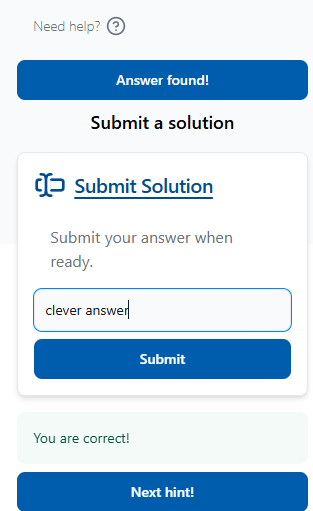 Need help?
Answer found!
Submit a solution
Submit Solution
Submit your answer when
ready.
clever answer
Submit
You are correct!
Next hint!